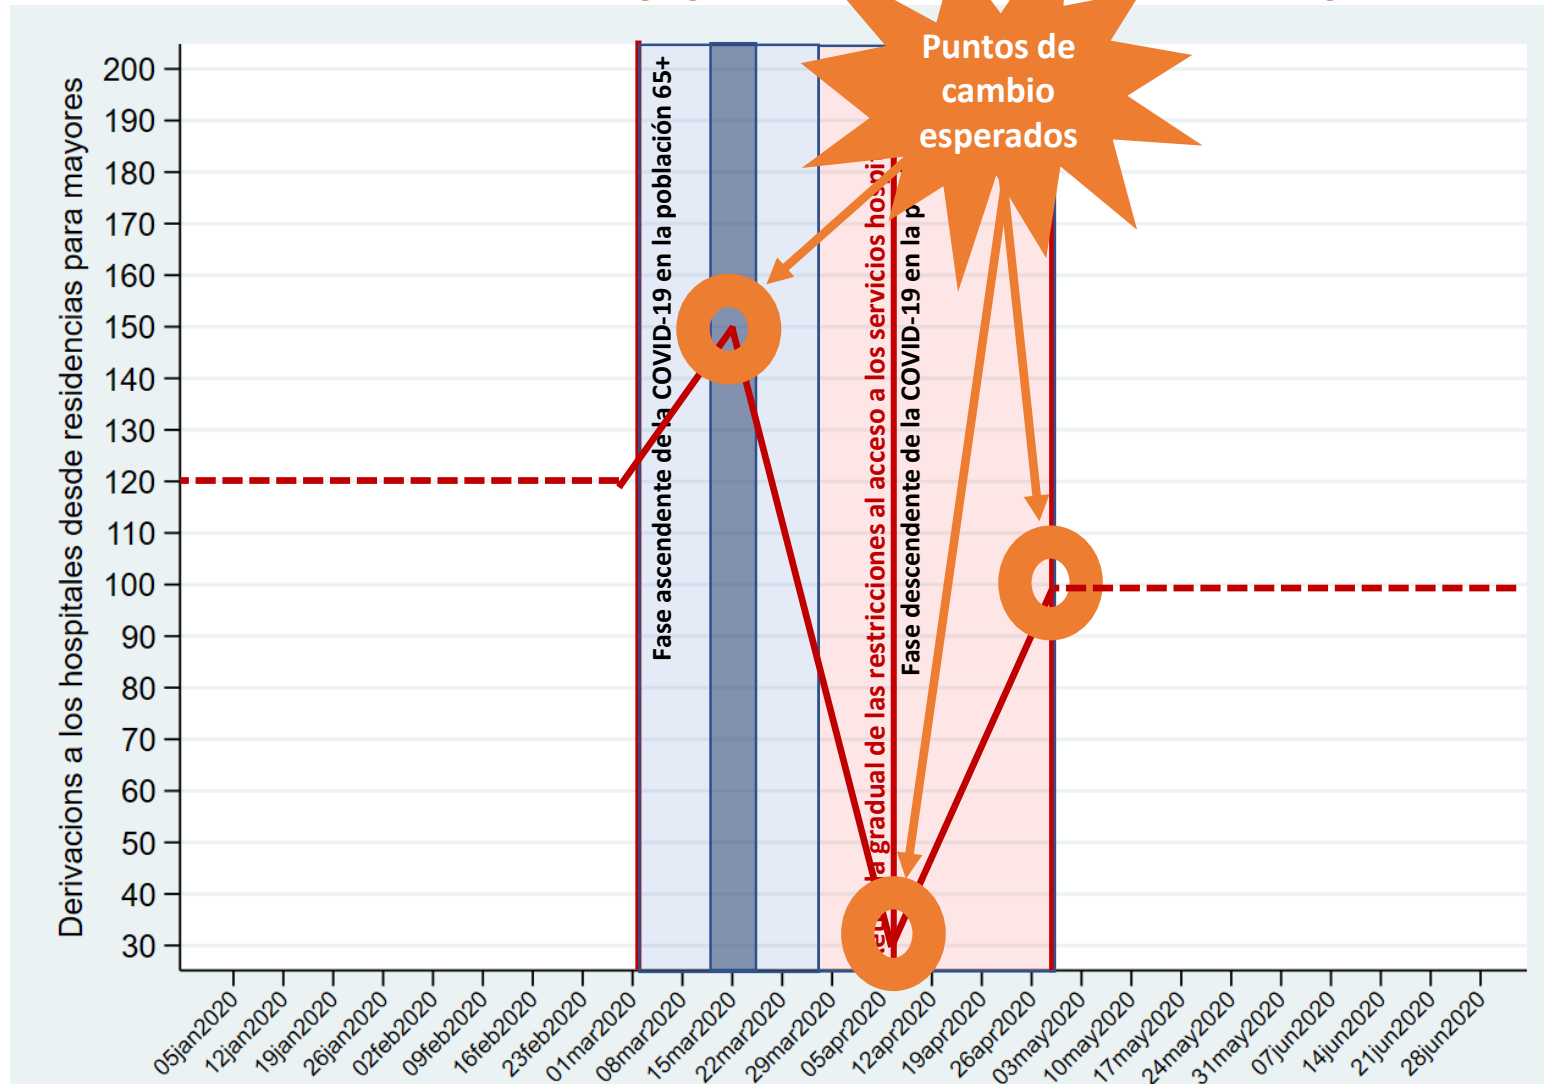 Puntos de
cambio
esperados
Derivacions a los hospitales desde residencias para mayores
200
190
180
170
160
150
140
130
120
110
100
90
80
70
60
50
40
30
Fase ascendente de la COVID-19 en la población 65+
gradual de las restricciones al acceso a los servicios
Fase descendente de la COVID-19 en la
05jan2020
12jan2020
19jan2020
26jan2020
02feb2020
09feb2020
16feb2020
23feb2020
01mar2020
08mar2020
15mar2020
22mar2020
29mar2020
05apr2020
12apr2020
19apr2020
26apr2020
03may2020
10may2020
17may2020
24may2020
31may2020
07jun2020
14jun2020
21jun2020
28jun2020